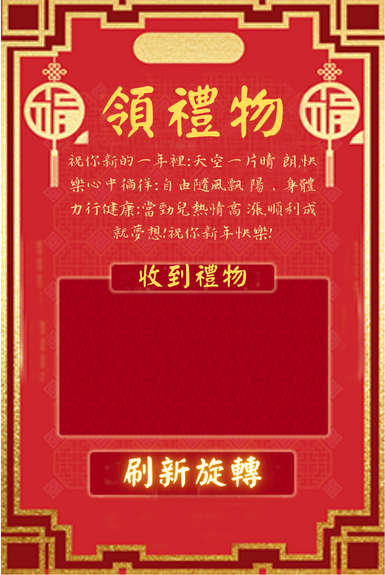 福
福
領禮物
祝你新的一年裡:天空一片晴 朗,快
樂心中徜徉;自由隨風飄 陽﹐身體
力行健康;當勁兒熱情高 漲,順利成
就夢想!祝你新年快樂!
收到禮物
刷新旋轉